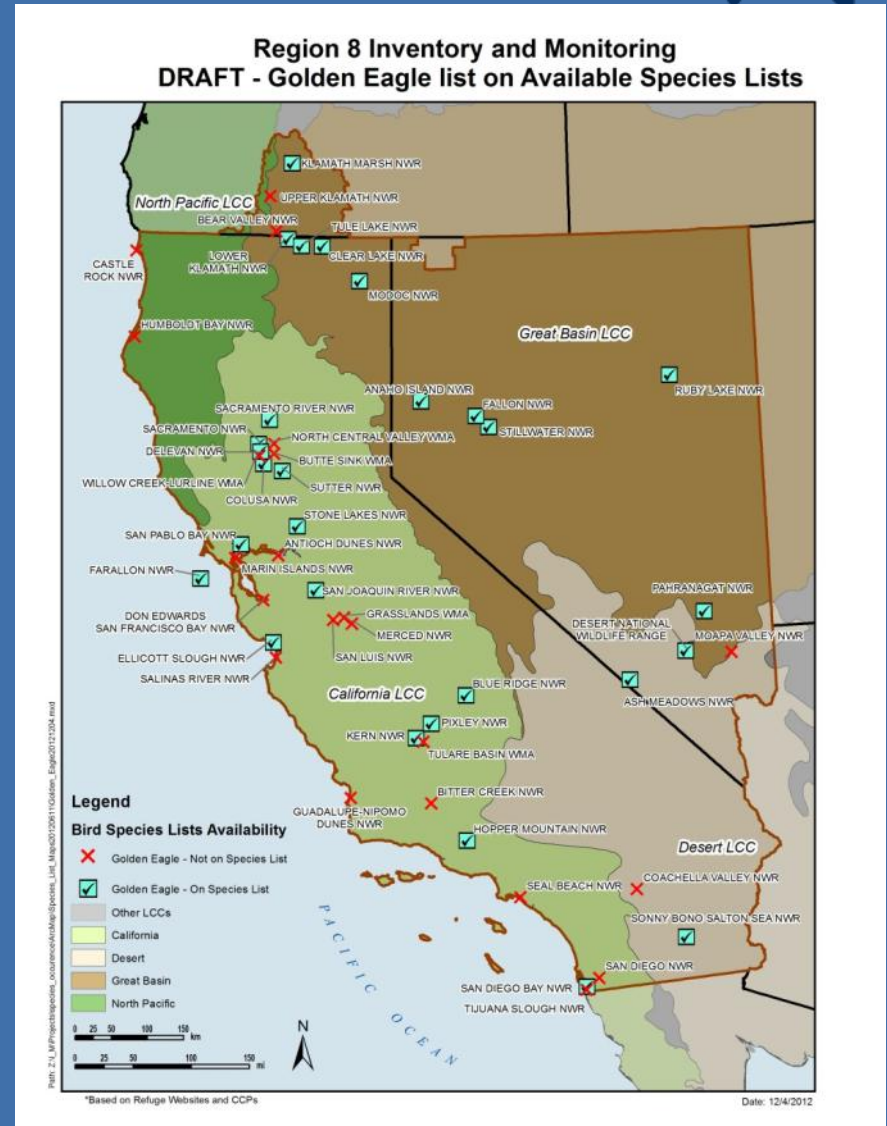 Region 8 Inventory and Monitoring
DRAFT - Golden Eagle list on Available Species Lists
KLAMATH MARSH NWR
North Pacific LCC
UPPER KLAMATH NWR
BEAR VALLEY NWR
TULE LAKE NWR
CASTLE
ROCK NWR
LOWER
KLAMATH NWR
CLEAR LAKE NWR
MODOC NWR
HUMBOLDT BAY NWR
Great Basin LCC
RUBY LAKE NWR
ANAHO ISLAND NWR
FALLON NWR
STILLWATER NWR
SACRAMENTO RIVER NWR
SACRAMENTO NWR
NORTH CENTRAL VALLEY WMA
DELEVAN NWR
BUTTE SINK WMA
WILLOW CREEK-LURLINE WMA
SUTTER NWR
COLUSA NWR
STONE LAKES NWR
SAN PABLO BAY NWR
ANTIOCH DUNES NWR
MARIN ISLANDS NWR
FARALLON NWR
SAN JOAQUIN RIVER NWR
PAHRANAGAT NWR
DON EDWARDS
SAN FRANCISCO BAY NWR
GRASSLANDS WMA
MERCED NWR
DESERT NATIONAL
WILDLIFE RANGE
MOAPA VALLEY NWR
ELLICOTT SLOUGH NWR
SAN LUIS NWR
SALINAS RIVER NWR
BLUE RIDGE NWR
California LCC
ASH MEADOWS NWR
PIXLEY NWR
KERN NWR
TULARE BASIN WMA
BITTER CREEK NWR
GUADALUPE-NIPOMO
DUNES NWR
HOPPER MOUNTAIN NWR
Desert LCC
SEAL BEACH NWR
COACHELLA VALLEY NWR
SONNY BONO SALTON SEA NWR
SAN DIEGO NWR
SAN DIEGO BAY NWR
TIJUANA SLOUGH NWR
PACIFIC OCEAN
Legend
Bird Species Lists Availability
Golden Eagle - Not on Species List
Golden Eagle - On Species List
Other LCCs
California
Desert
Great Basin
North Pacific
0 25 50 100 150
km
0 25 50 100 150
mi
N
*Based on Refuge Websites and CCPs
Date: 12/4/2012